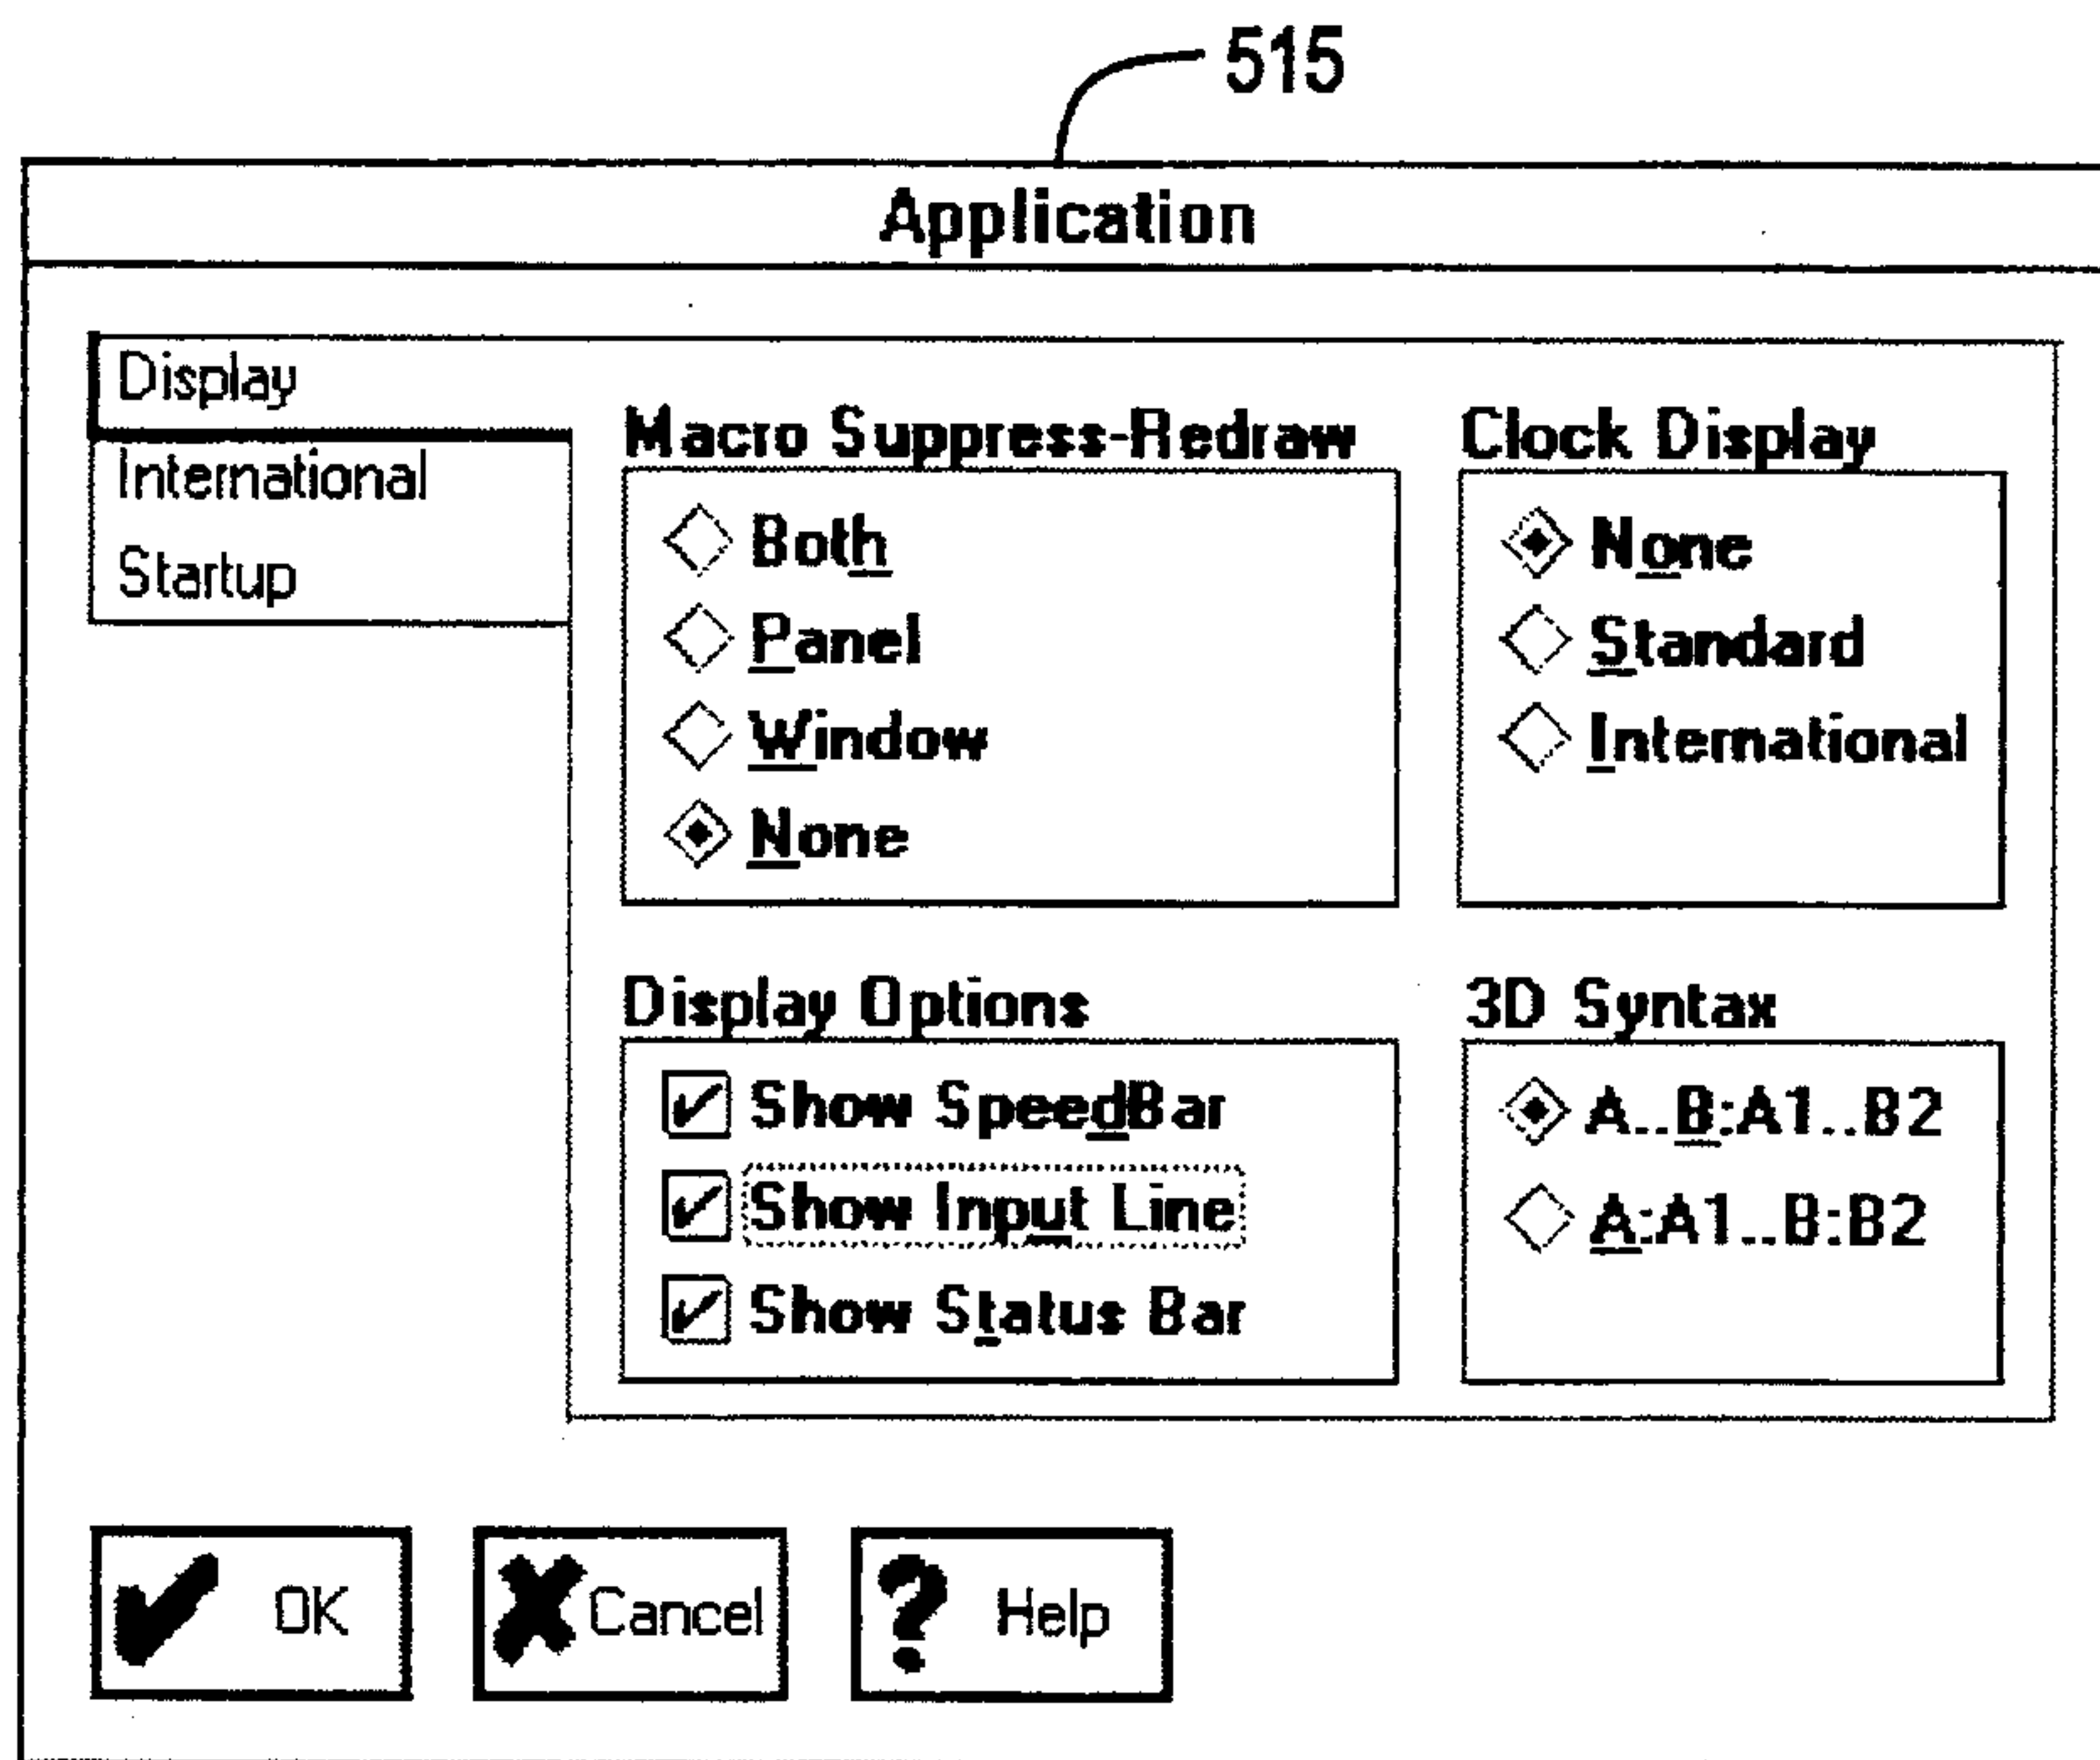 515
Application
Display
International
Startup
Macro Suppress-Redraw
Both
Panel
Window
None
Clock Display
None
Standard
International
Display Options
Show SpeedBar
Show Input Line
Show Status Bar
3D Syntax
A..B:A1..B2
A:A1..B:B2
OK
Cancel
Help